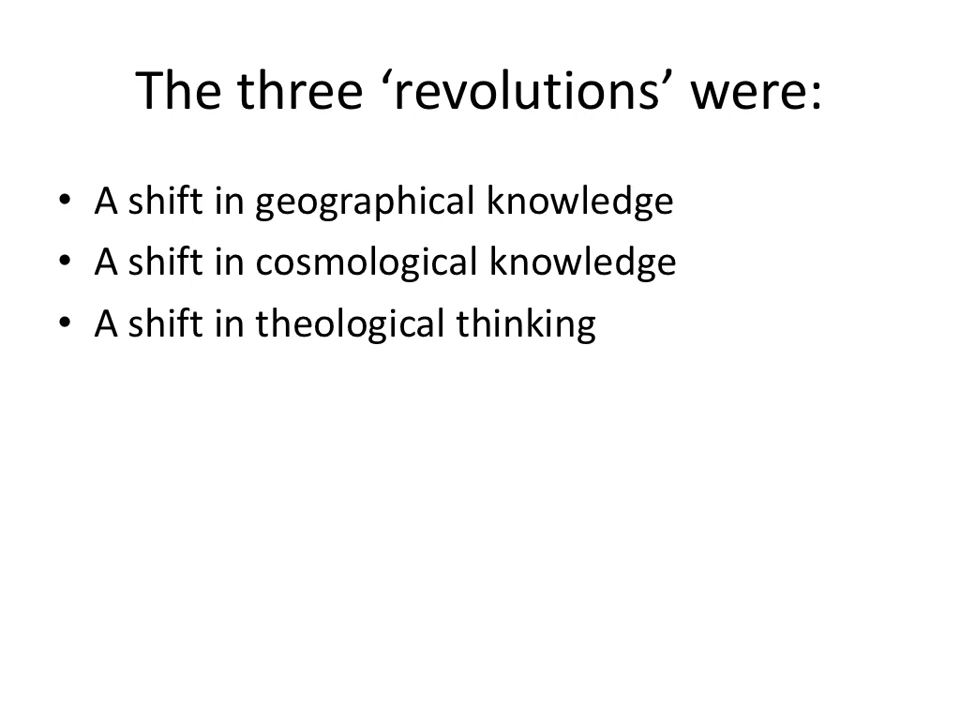 The three ‘revolutions’ were:
• A shift in geographical knowledge
• A shift in cosmological knowledge
• A shift in theological thinking